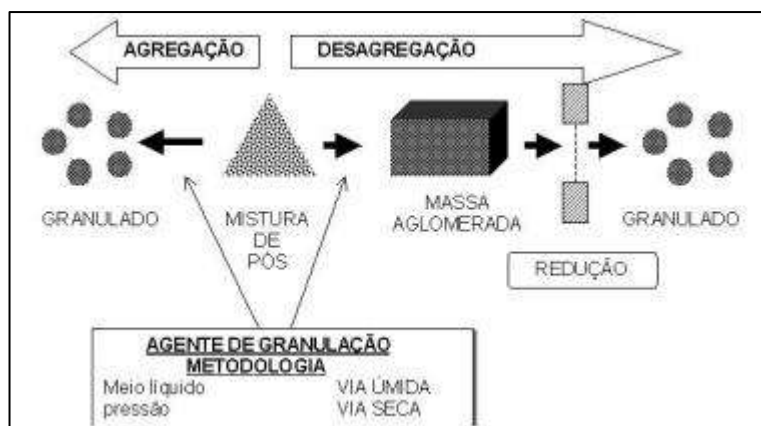 AGREGAÇÃO
DESAGREGAÇÃO
GRANULADO
MISTURA
DE
PÓS
MASSA
AGLOMERADA
GRANULADO
REDUÇÃO
AGENTE DE GRANULAÇÃO
METODOLOGIA
Meio líquido VIA ÚMIDA
pressão VIA SECA